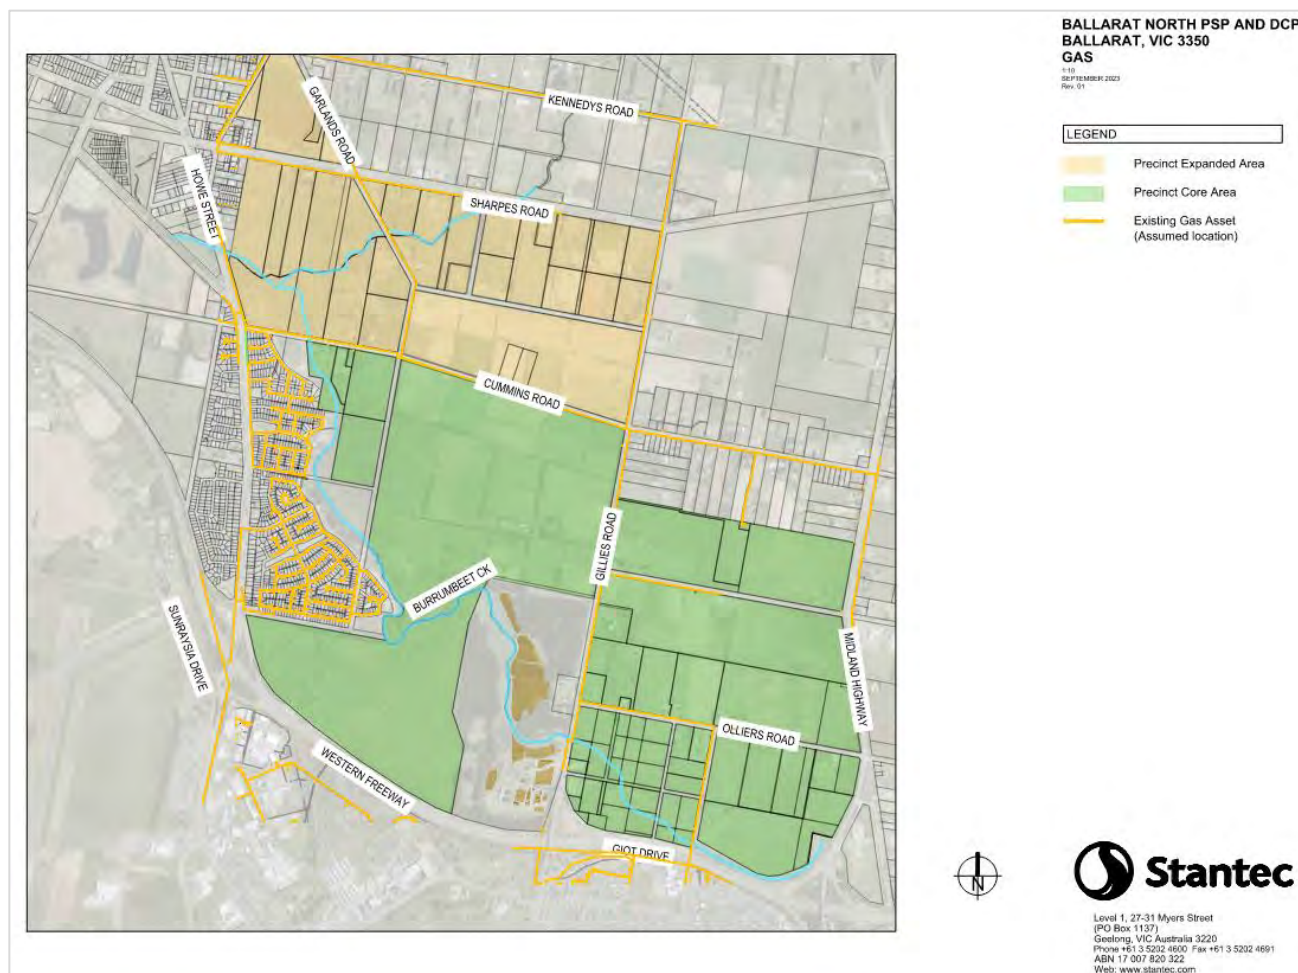 BALLARAT NORTH PSP AND DCP
BALLARAT, VIC 3350
GAS
1:10
SEPTEMBER 2023
Rev. 01
LEGEND
Precinct Expanded Area
Precinct Core Area
Existing Gas Asset
(Assumed location)
KENNEDYS ROAD
GARLANDS ROAD
HOWE STREET
SHARPES ROAD
CUMMINS ROAD
GILLIES ROAD
BURRUMBEET CK
SUNRAYSIA DRIVE
MIDLAND HIGHWAY
OLLIERS ROAD
WESTERN FREEWAY
GIOT DRIVE
N
Stantec
Level 1, 27-31 Myers Street
(PO Box 1137)
Geelong, VIC Australia 3220
Phone +61 3 5202 4600 Fax +61 3 5202 4691
ABN 17 007 820 322
Web: www.stantec.com